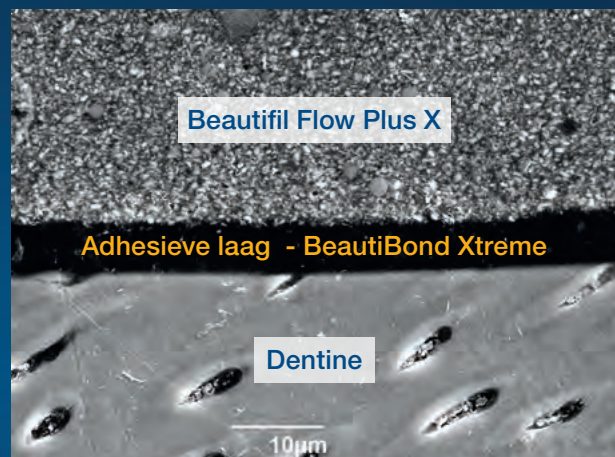 Beautifil Flow Plus X
Adhesieve laag - BeautiBond Xtreme
Dentine
10µm